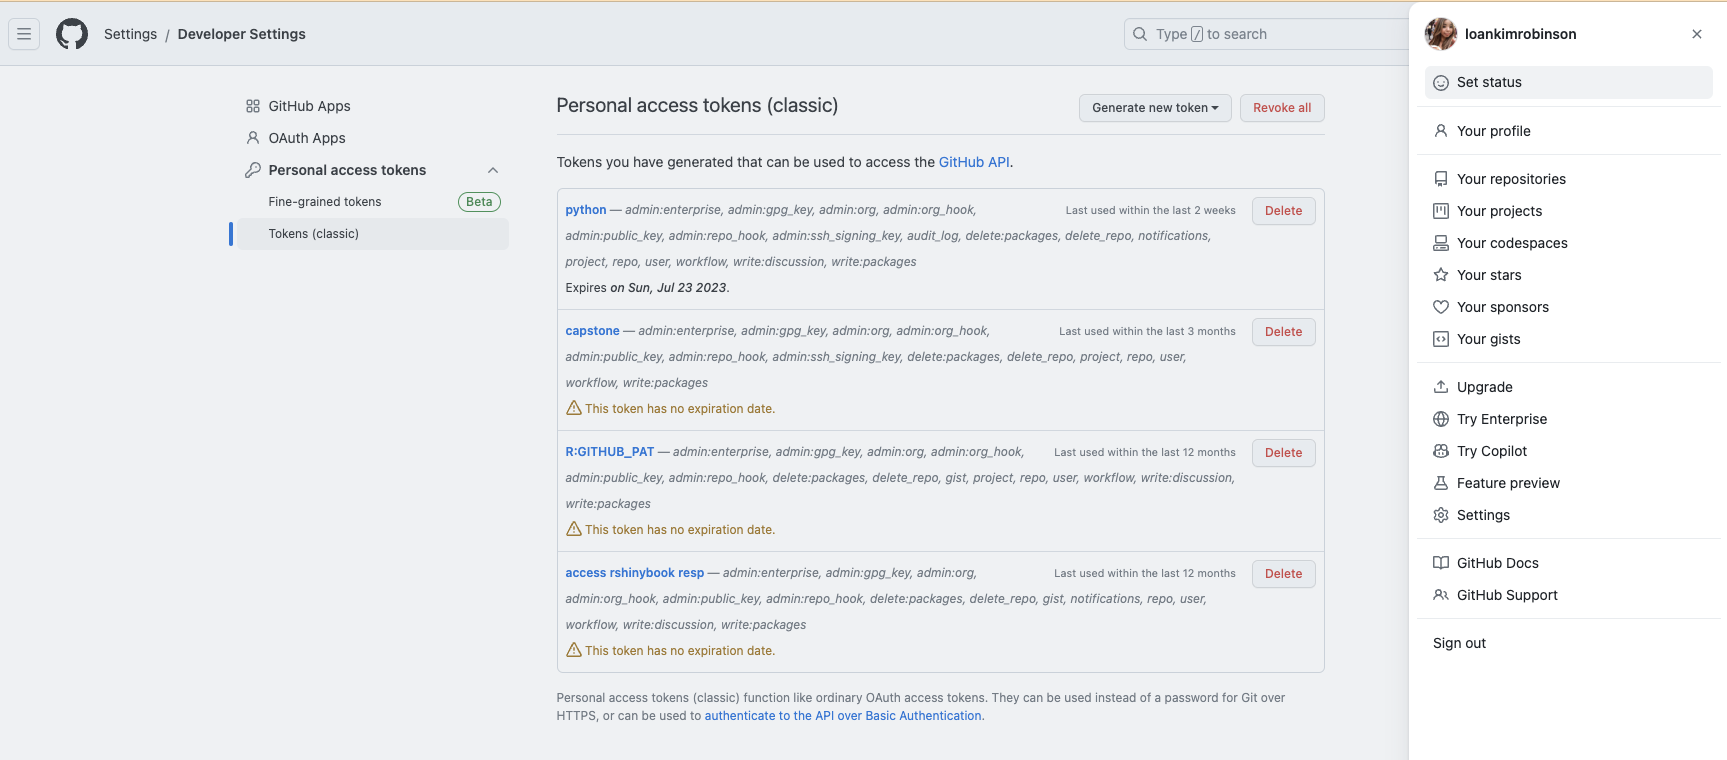 Settings / Developer Settings
Type / to search
GitHub Apps
OAuth Apps
Personal access tokens
Fine-grained tokens Beta
Tokens (classic)
Personal access tokens (classic)
Generate new token
Revoke all
Tokens you have generated that can be used to access the GitHub API.
python — admin:enterprise, admin:gpg_key, admin:org, admin:org_hook,
Last used within the last 2 weeks
Delete
admin:public_key, admin:repo_hook, admin:ssh_signing_key, audit_log, delete:packages, delete_repo, notifications,
project, repo, user, workflow, write:discussion, write:packages
Expires on Sun, Jul 23 2023.
capstone — admin:enterprise, admin:gpg_key, admin:org, admin:org_hook,
Last used within the last 3 months
Delete
admin:public_key, admin:repo_hook, admin:ssh_signing_key, delete:packages, delete_repo, project, repo, user,
workflow, write:packages
This token has no expiration date.
R:GITHUB_PAT — admin:enterprise, admin:gpg_key, admin:org, admin:org_hook,
Last used within the last 12 months
Delete
admin:public_key, admin:repo_hook, delete:packages, delete_repo, gist, project, repo, user, workflow, write:discussion,
write:packages
This token has no expiration date.
access rshinybook resp — admin:enterprise, admin:gpg_key, admin:org,
Last used within the last 12 months
Delete
admin:org_hook, admin:public_key, admin:repo_hook, delete:packages, delete_repo, gist, notifications, repo, user,
workflow, write:discussion, write:packages
This token has no expiration date.
Personal access tokens (classic) function like ordinary OAuth access tokens. They can be used instead of a password for Git over
HTTPS, or can be used to authenticate to the API over Basic Authentication.
loankimrobinson
Set status
Your profile
Your repositories
Your projects
Your codespaces
Your stars
Your sponsors
Your gists
Upgrade
Try Enterprise
Try Copilot
Feature preview
Settings
GitHub Docs
GitHub Support
Sign out